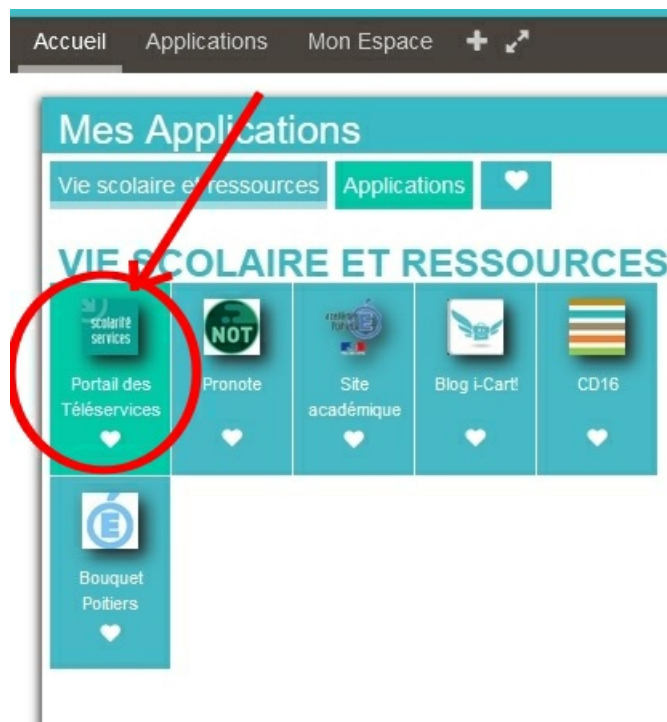 Accueil Applications Mon Espace
Mes Applications
Vie scolaire et ressources Applications
VIE SCOLAIRE ET RESSOURCES
scolarité
services
NOT
Portail des
Téléservices
Pronote
Site
académique
Blog i-Cart!
CD16
É
Bouquet
Poitiers